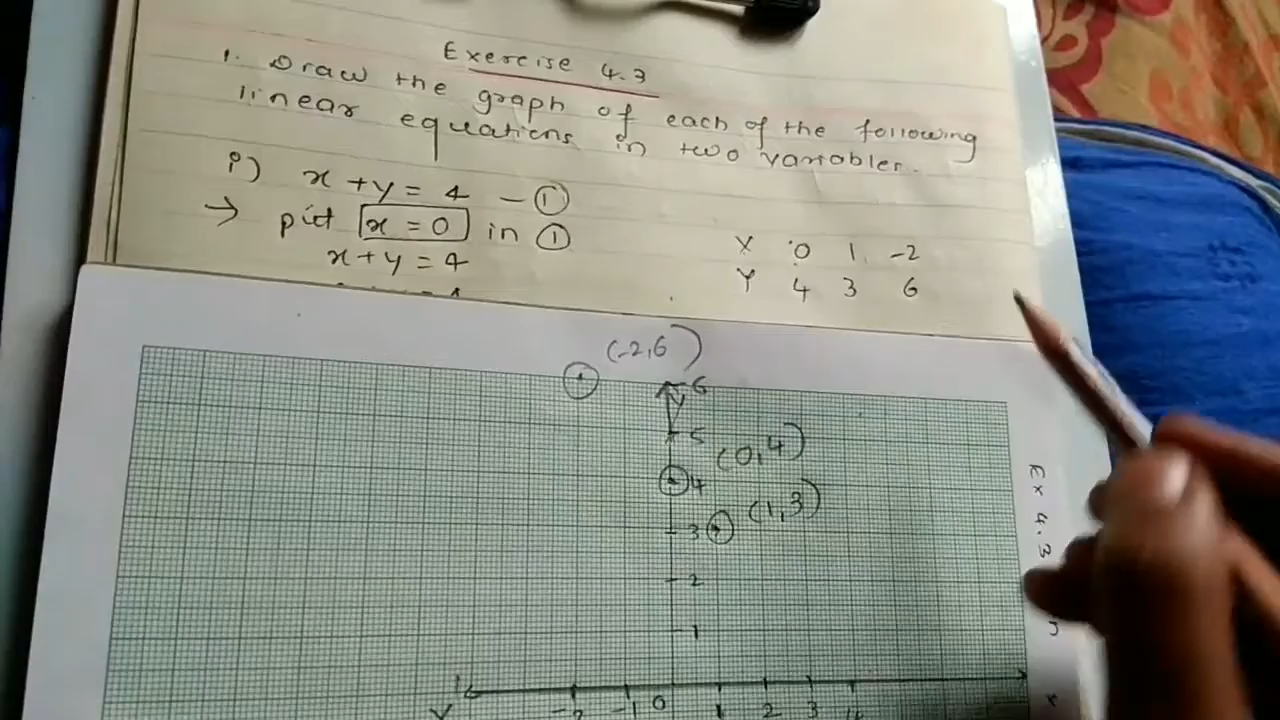 Exercise 4.3
1. Draw the graph of each of the following
linear equations in two variables.
i) x + y = 4 – ①
→ put x = 0 in ①
x + y = 4
X 0 1 -2
Y 4 3 6
(-2,6)
6
5
(0,4)
4
(1,3)
3
2
1
-2 -1 0 1 2 3 4
Ex 4.3